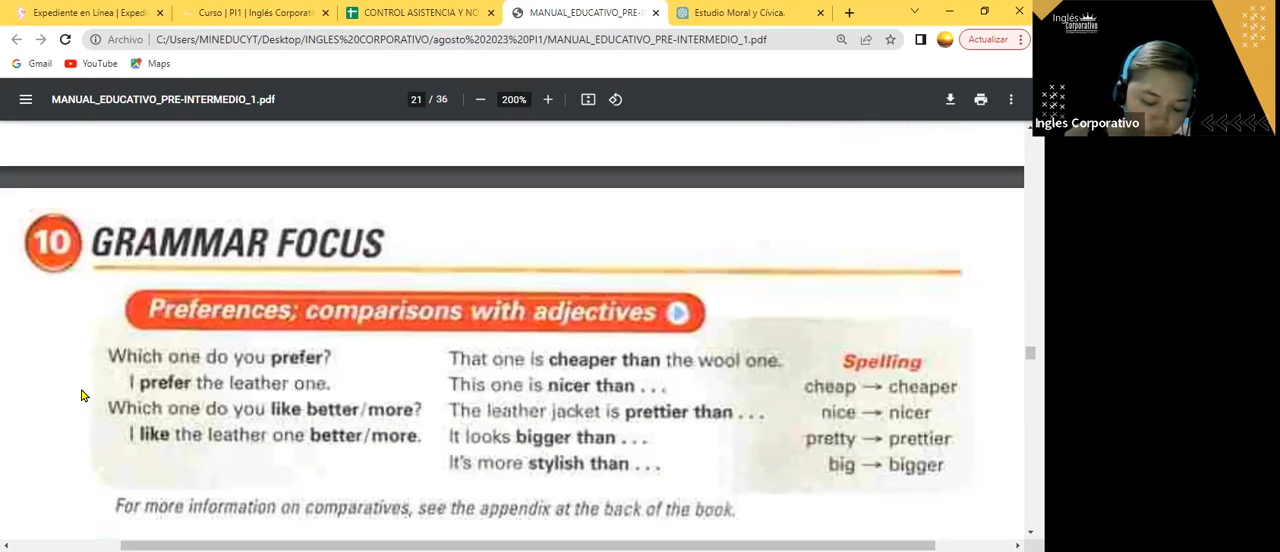 Expediente en Línea | Expedi
Curso | PI1 | Inglés Corporativ
CONTROL ASISTENCIA Y NO
MANUAL_EDUCATIVO_PRE-I
Estudio Moral y Cívica.
Archivo
C:/Users/MINEDUCYT/Desktop/INGLES%20CORPORATIVO/agosto%202023%20PI1/MANUAL_EDUCATIVO_PRE-INTERMEDIO_1.pdf
Actualizar
Gmail
YouTube
Maps
MANUAL_EDUCATIVO_PRE-INTERMEDIO_1.pdf
21 / 36
200%
Inglés
Corporativo
Ingles Corporativo
10 GRAMMAR FOCUS
Preferences; comparisons with adjectives
Which one do you prefer?
I prefer the leather one.
Which one do you like better/more?
I like the leather one better/more.
That one is cheaper than the wool one.
This one is nicer than . . .
The leather jacket is prettier than . . .
It looks bigger than . . .
It's more stylish than . . .
Spelling
cheap → cheaper
nice → nicer
pretty → prettier
big → bigger
For more information on comparatives, see the appendix at the back of the book.